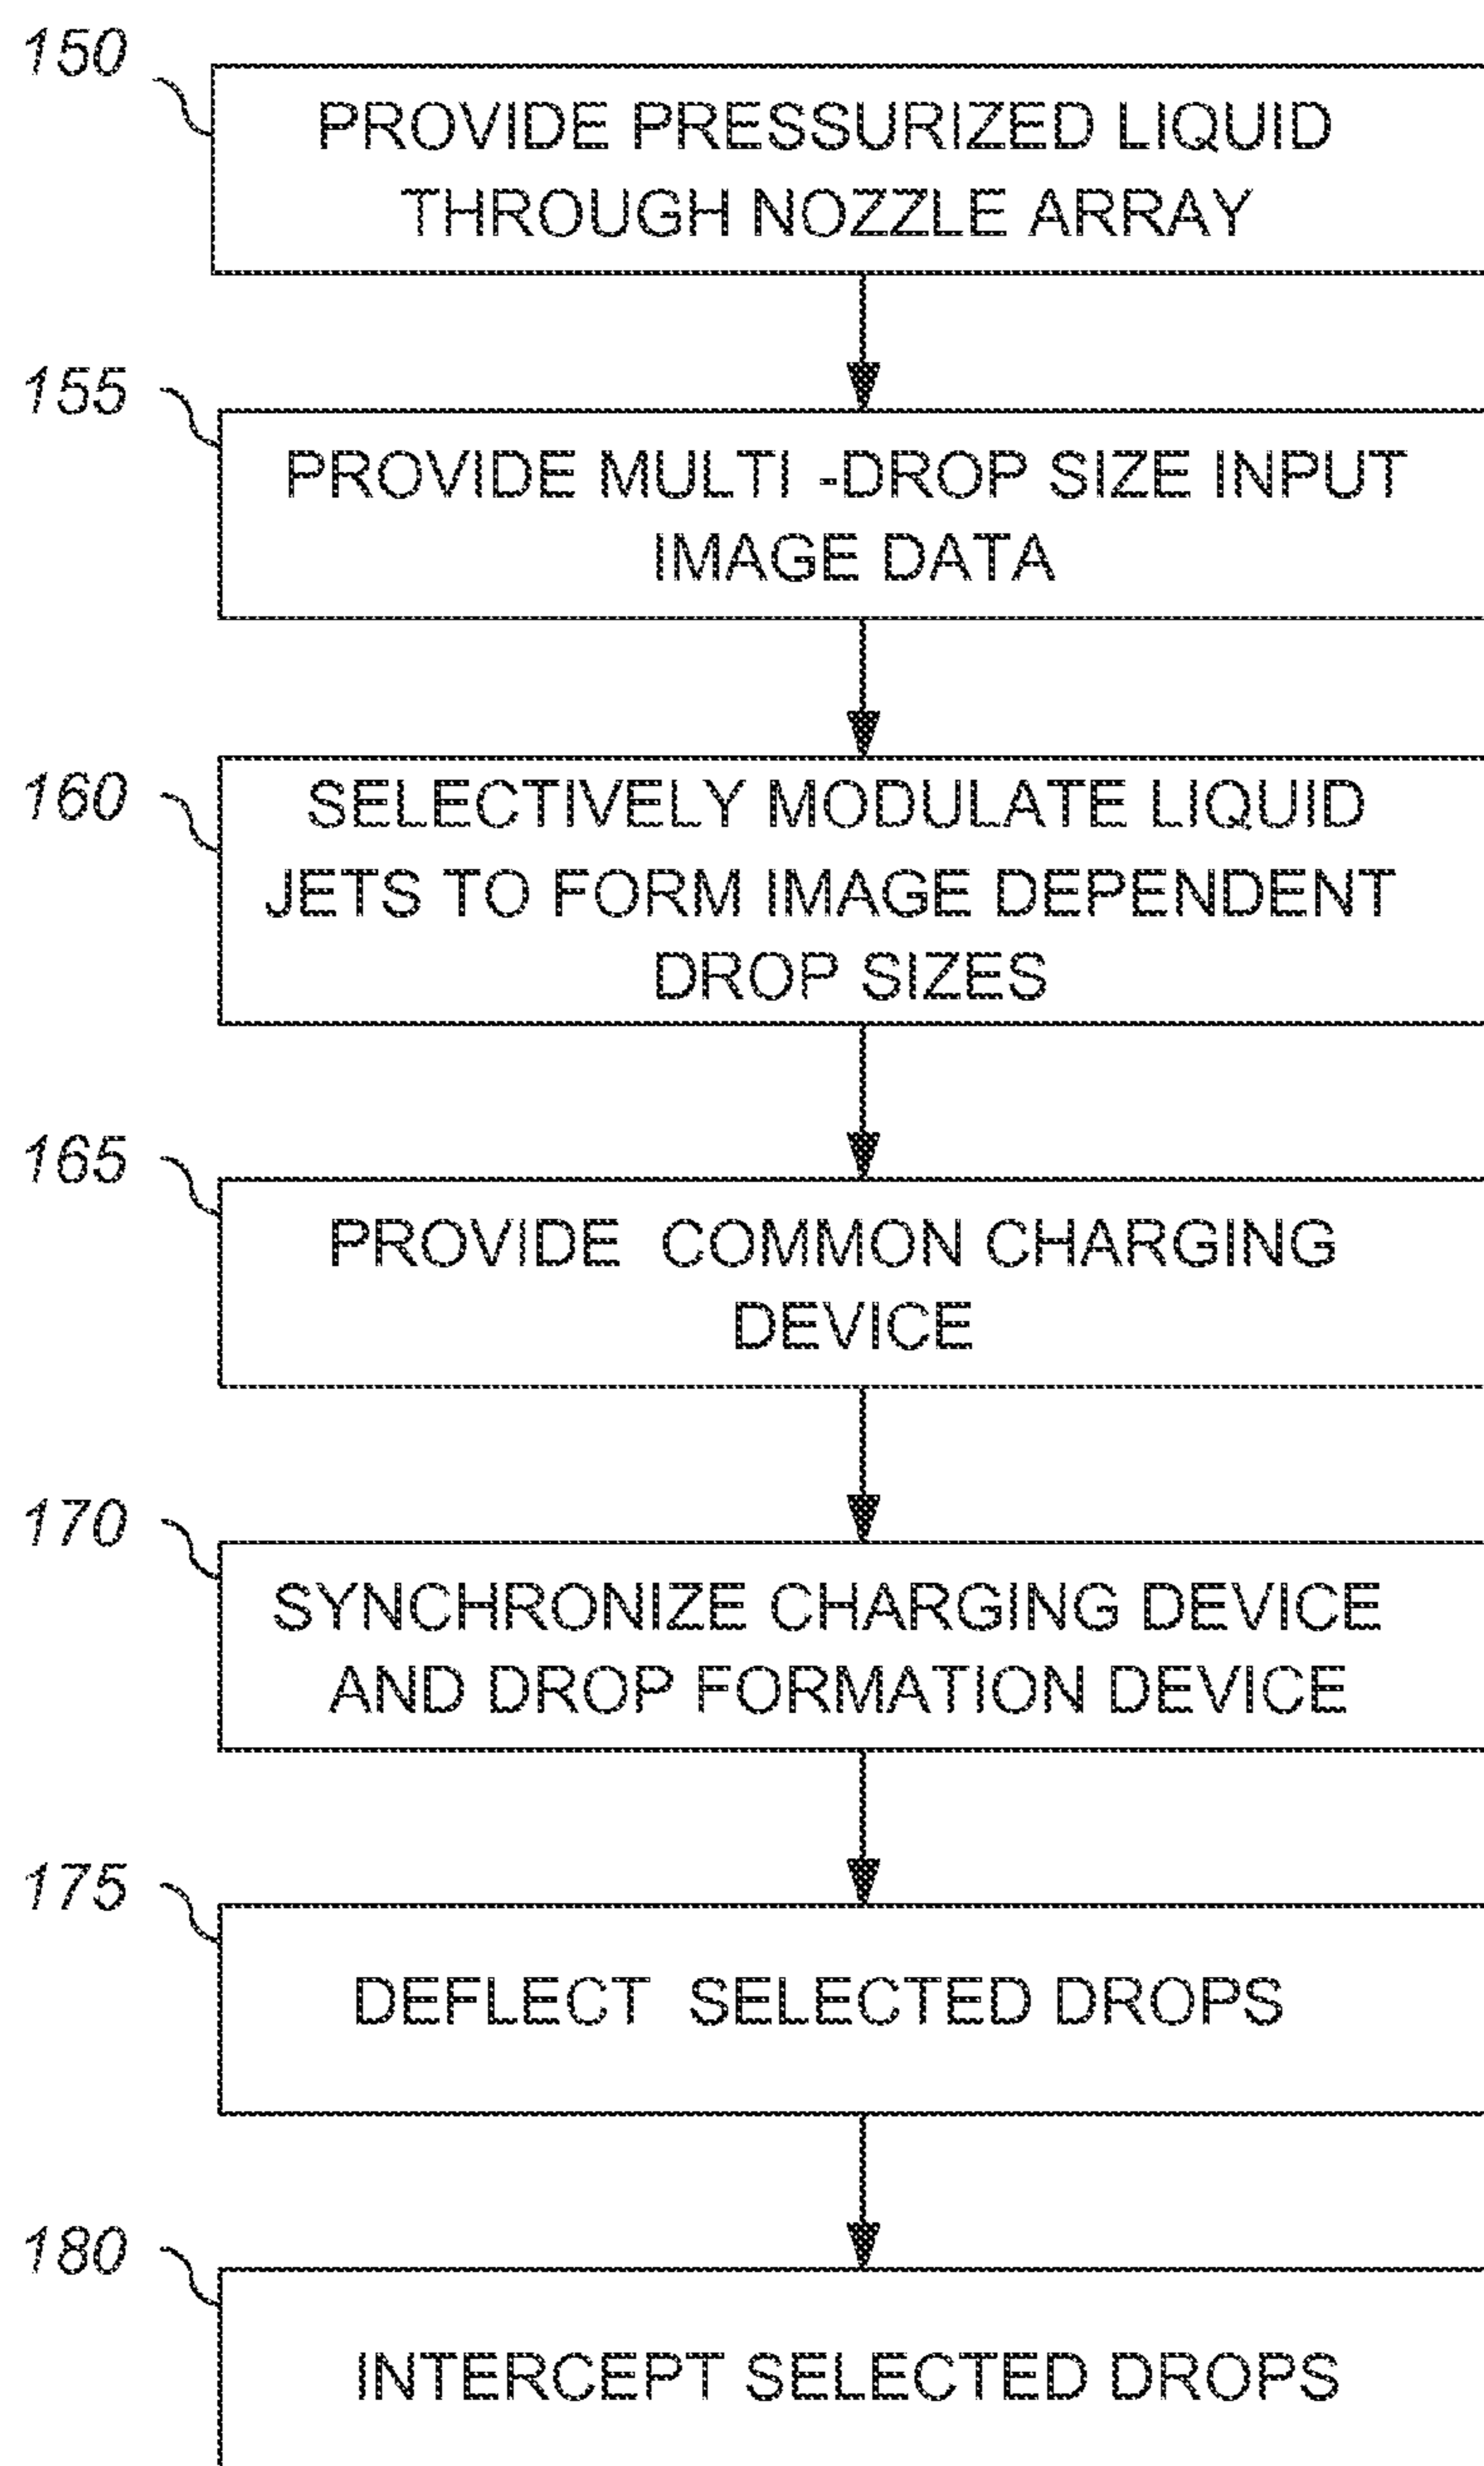 150
PROVIDE PRESSURIZED LIQUID
THROUGH NOZZLE ARRAY
155
PROVIDE MULTI -DROP SIZE INPUT
IMAGE DATA
160
SELECTIVELY MODULATE LIQUID
JETS TO FORM IMAGE DEPENDENT
DROP SIZES
165
PROVIDE COMMON CHARGING
DEVICE
170
SYNCHRONIZE CHARGING DEVICE
AND DROP FORMATION DEVICE
175
DEFLECT SELECTED DROPS
180
INTERCEPT SELECTED DROPS